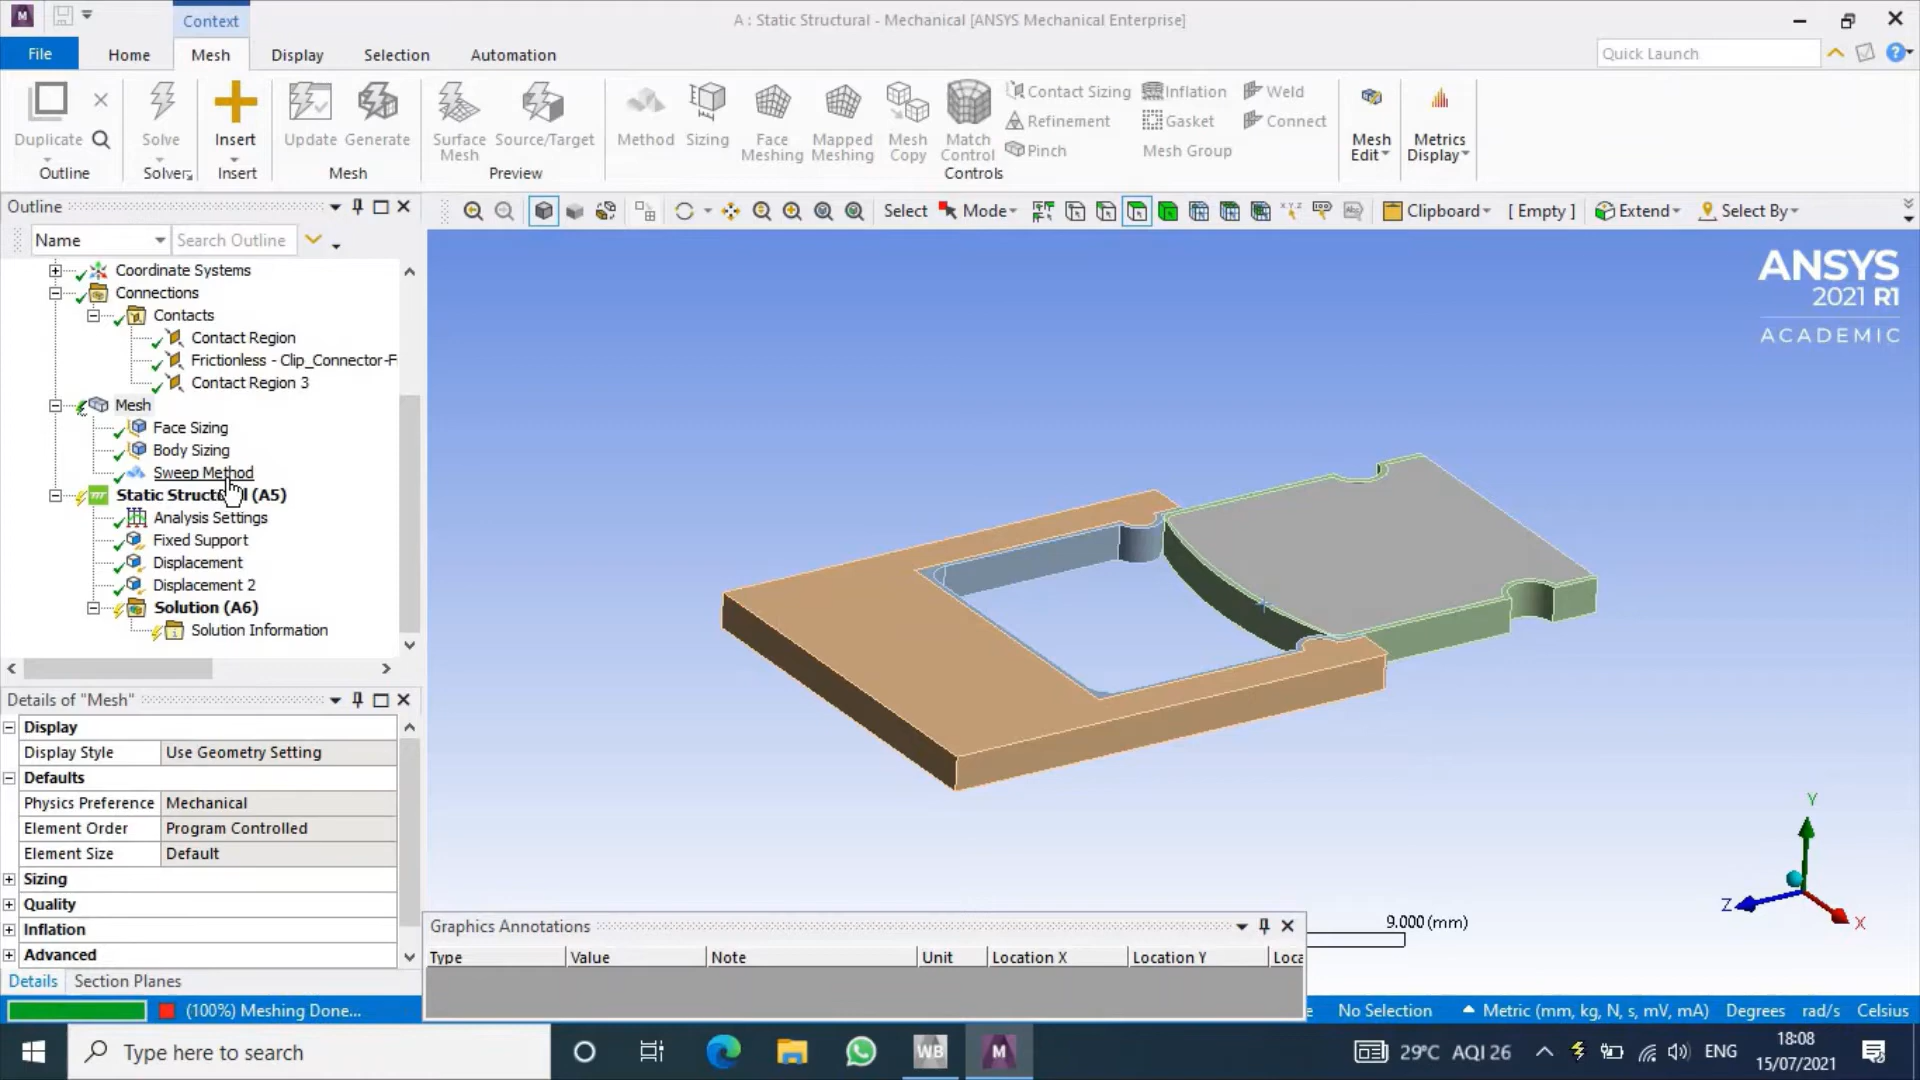 Context
A : Static Structural - Mechanical [ANSYS Mechanical Enterprise]
File
Home
Mesh
Display
Selection
Automation
Quick Launch
Duplicate
Outline
Solve
Solver
Insert
Insert
Update
Generate
Mesh
Surface
Mesh
Source/Target
Preview
Method
Sizing
Face
Meshing
Mapped
Meshing
Mesh
Copy
Match
Control
Contact Sizing
Refinement
Pinch
Inflation
Gasket
Mesh Group
Weld
Connect
Controls
Mesh
Edit
Metrics
Display
Outline
Select
Mode
Clipboard
[ Empty ]
Extend
Select By
Name
Search Outline
Coordinate Systems
Connections
Contacts
Contact Region
Frictionless - Clip_Connector-F
Contact Region 3
Mesh
Face Sizing
Body Sizing
Sweep Method
Static Structural (A5)
Analysis Settings
Fixed Support
Displacement
Displacement 2
Solution (A6)
Solution Information
ANSYS
2021 R1
ACADEMIC
Details of "Mesh"
Display
Display Style Use Geometry Setting
Defaults
Physics Preference Mechanical
Element Order Program Controlled
Element Size Default
Sizing
Quality
Inflation
Advanced
Details
Section Planes
Y
Z
X
9.000 (mm)
Graphics Annotations
Type Value Note Unit Location X Location Y Loca
(100%) Meshing Done...
No Selection
Metric (mm, kg, N, s, mV, mA)
Degrees
rad/s
Celsius
Type here to search
WB
M
29°C AQI 26
ENG
18:08
15/07/2021